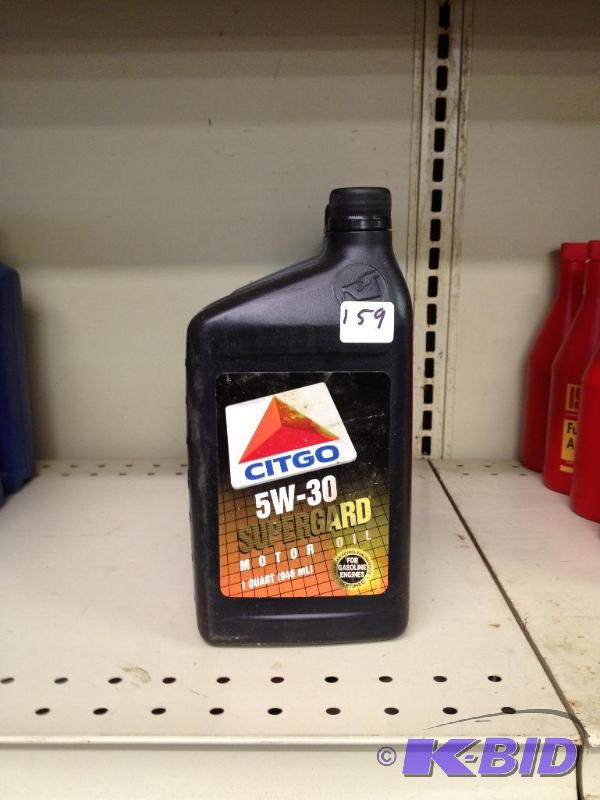 159
CITGO
5W-30
SUPERGARD
MOTOR OIL
1 QUART (946 mL)
FOR
GASOLINE
ENGINES
© K-BID